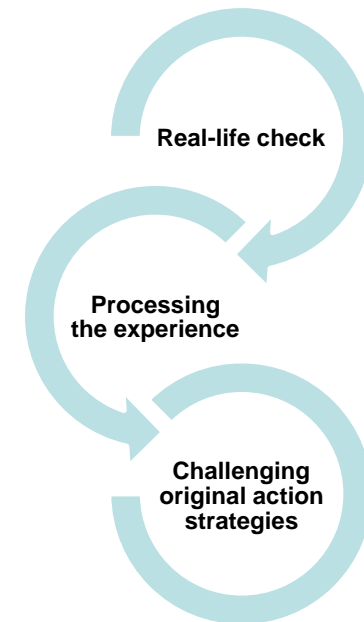 Real-life check
Processing
the experience
Challenging
original action
strategies